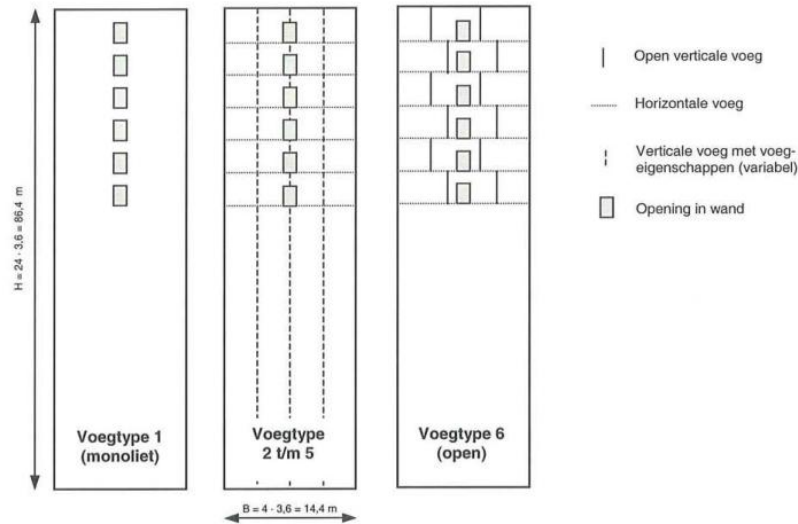 H = 24 · 3,6 = 86,4 m
Voegtype 1
(monoliet)
Voegtype
2 t/m 5
Voegtype 6
(open)
B = 4 · 3,6 = 14,4 m
Open verticale voeg
Horizontale voeg
Verticale voeg met voeg-
eigenschappen (variabel)
Opening in wand